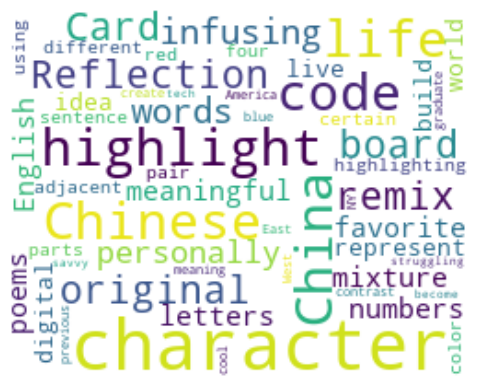 using
Card infusing life world
different red four
Reflection live
code build
idea create tech America graduate
words certain
sentence blue
English highlight board
pair highlighting
adjacent meaningful China NY remix
Chinese favorite
East represent
parts personally struggling
savvy meaning West mixture
poems digital original contrast become
letters numbers
previous character color
cool